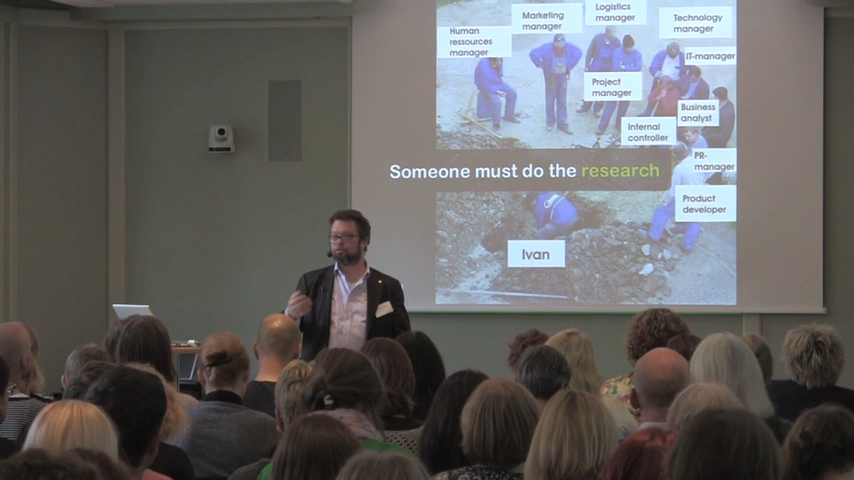 Logistics
manager
Marketing
manager
Technology
manager
Human
ressources
manager
IT-manager
Project
manager
Business
analyst
Internal
controller
PR-
manager
Someone must do the research
Product
developer
Ivan